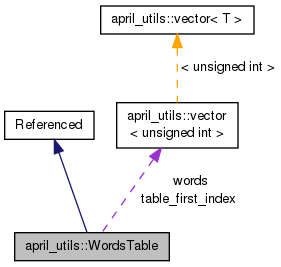 april_utils::vector< T >
< unsigned int >
april_utils::vector
< unsigned int >
Referenced
words
table_first_index
april_utils::WordsTable